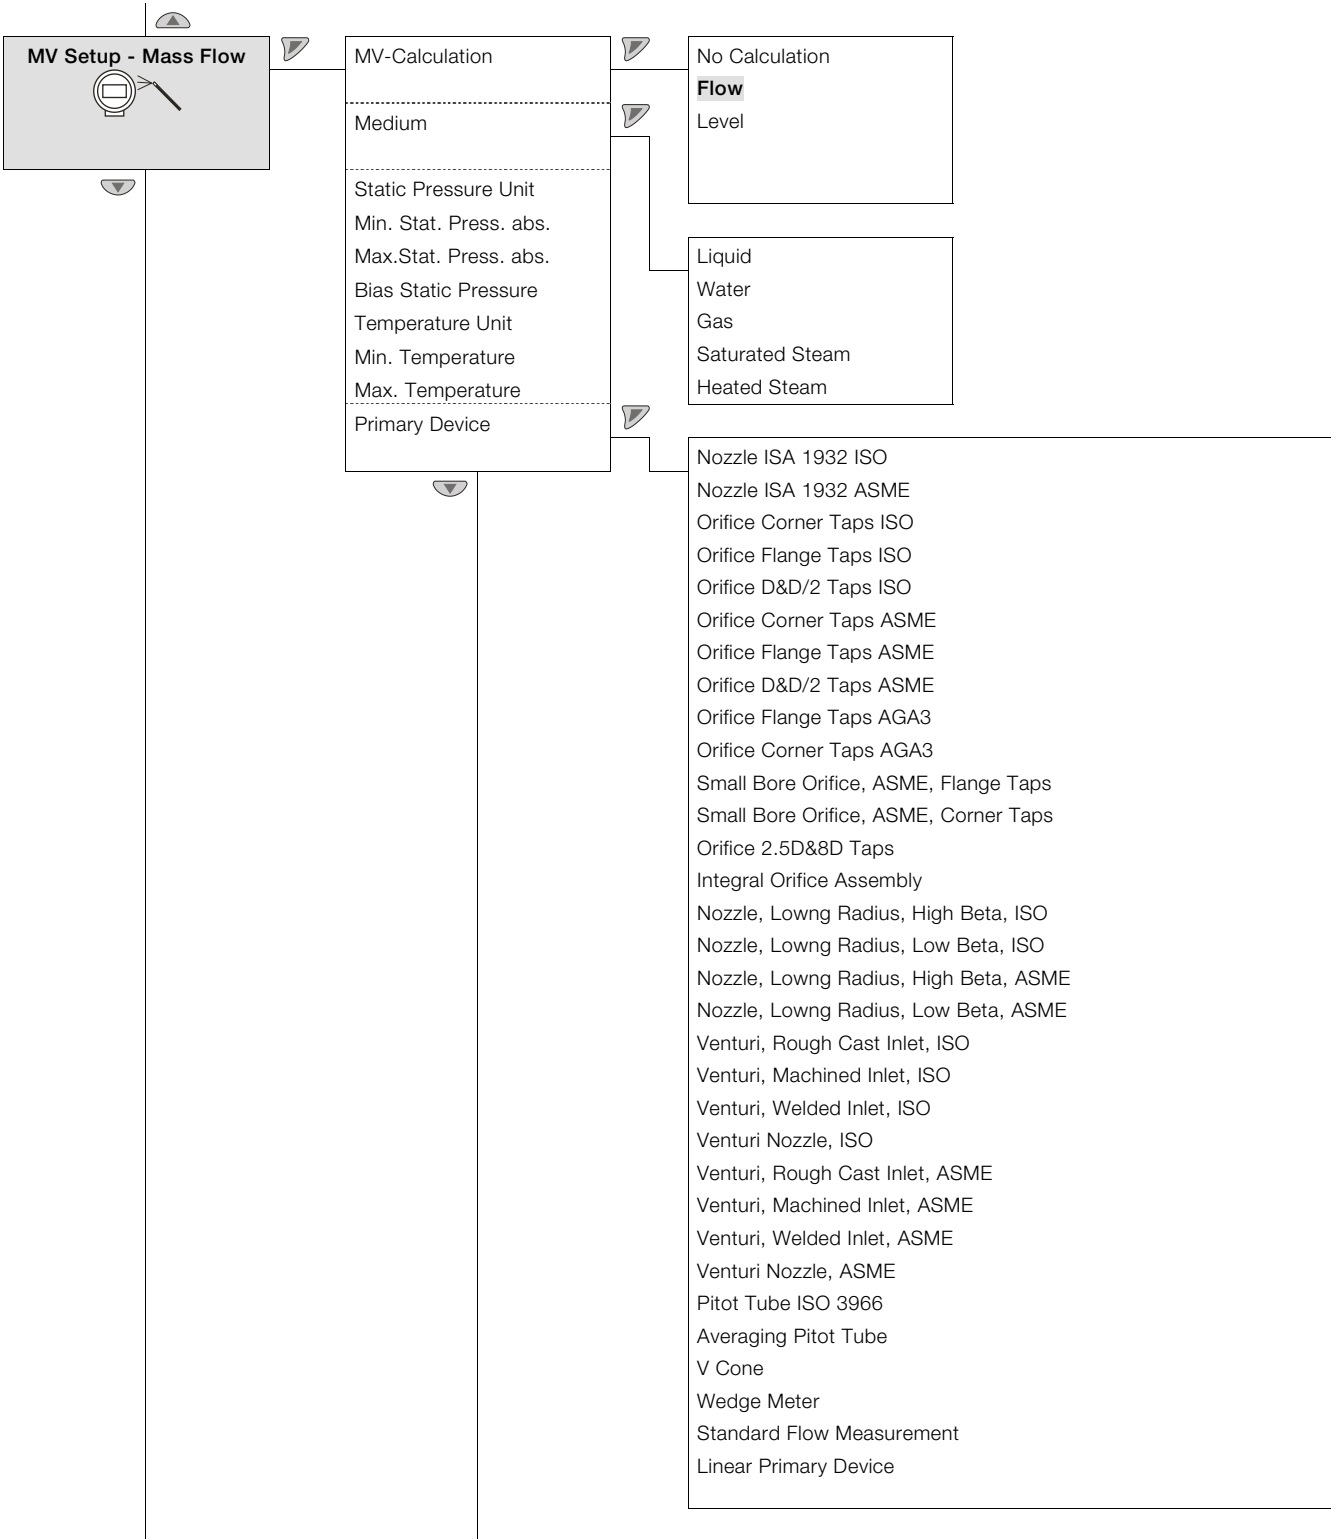 MV Setup - Mass Flow
MV-Calculation
Medium
Static Pressure Unit
Min. Stat. Press. abs.
Max.Stat. Press. abs.
Bias Static Pressure
Temperature Unit
Min. Temperature
Max. Temperature
Primary Device
No Calculation
Flow
Level
Liquid
Water
Gas
Saturated Steam
Heated Steam
Nozzle ISA 1932 ISO
Nozzle ISA 1932 ASME
Orifice Corner Taps ISO
Orifice Flange Taps ISO
Orifice D&D/2 Taps ISO
Orifice Corner Taps ASME
Orifice Flange Taps ASME
Orifice D&D/2 Taps ASME
Orifice Flange Taps AGA3
Orifice Corner Taps AGA3
Small Bore Orifice, ASME, Flange Taps
Small Bore Orifice, ASME, Corner Taps
Orifice 2.5D&8D Taps
Integral Orifice Assembly
Nozzle, Lowng Radius, High Beta, ISO
Nozzle, Lowng Radius, Low Beta, ISO
Nozzle, Lowng Radius, High Beta, ASME
Nozzle, Lowng Radius, Low Beta, ASME
Venturi, Rough Cast Inlet, ISO
Venturi, Machined Inlet, ISO
Venturi, Welded Inlet, ISO
Venturi Nozzle, ISO
Venturi, Rough Cast Inlet, ASME
Venturi, Machined Inlet, ASME
Venturi, Welded Inlet, ASME
Venturi Nozzle, ASME
Pitot Tube ISO 3966
Averaging Pitot Tube
V Cone
Wedge Meter
Standard Flow Measurement
Linear Primary Device